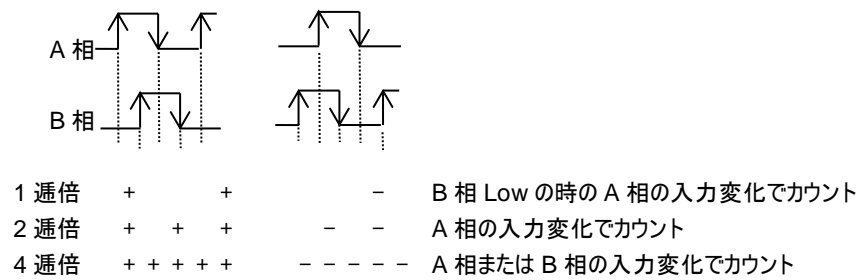 A 相
B 相
1 逓倍 + + − B 相 Low の時の A 相の入力変化でカウント
2 逓倍 + + + − − A 相の入力変化でカウント
4 逓倍 + + + + + − − − − − A 相または B 相の入力変化でカウント